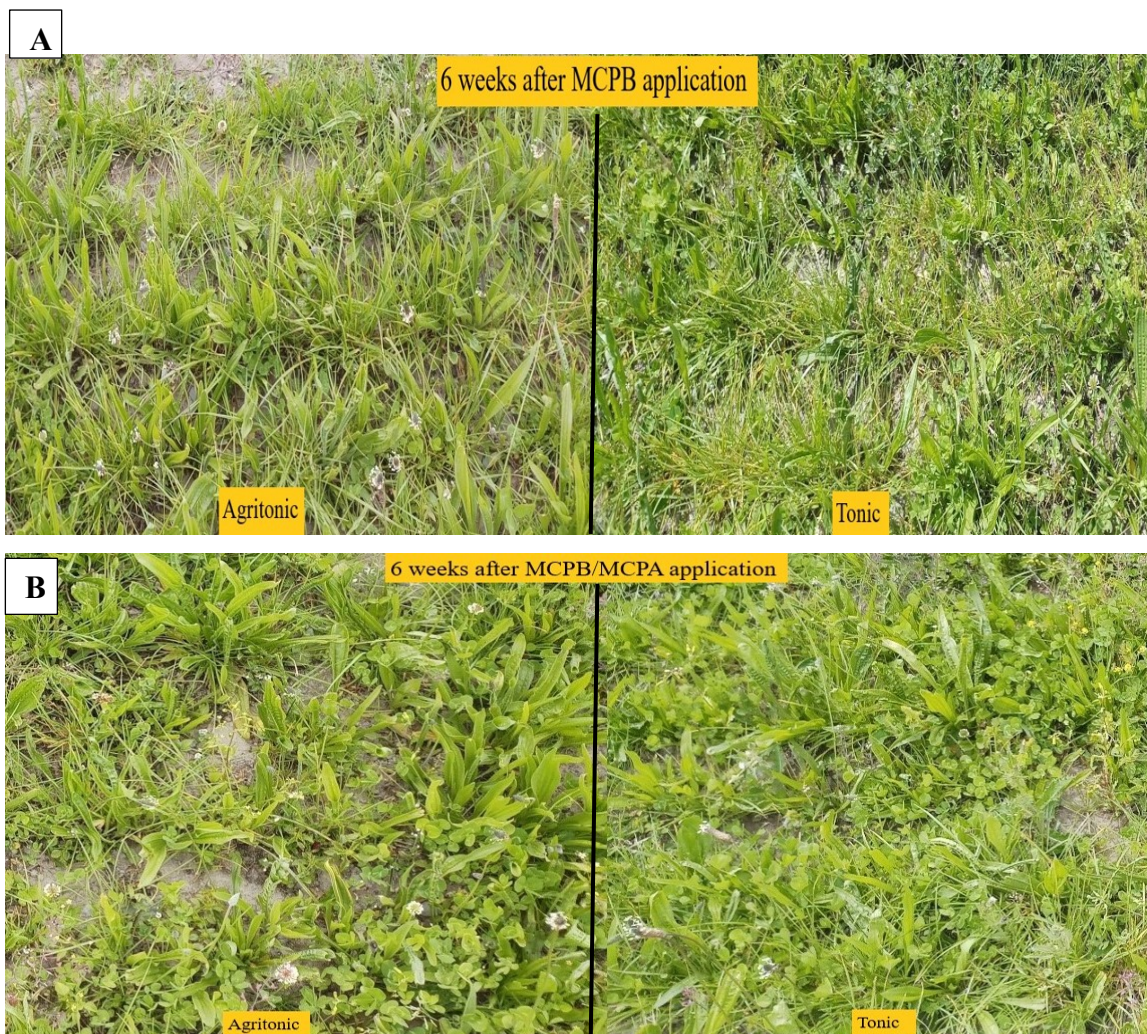 A
6 weeks after MCPB application
Agritonic
Tonic
B
6 weeks after MCPB/MCPA application
Agritonic
Tonic